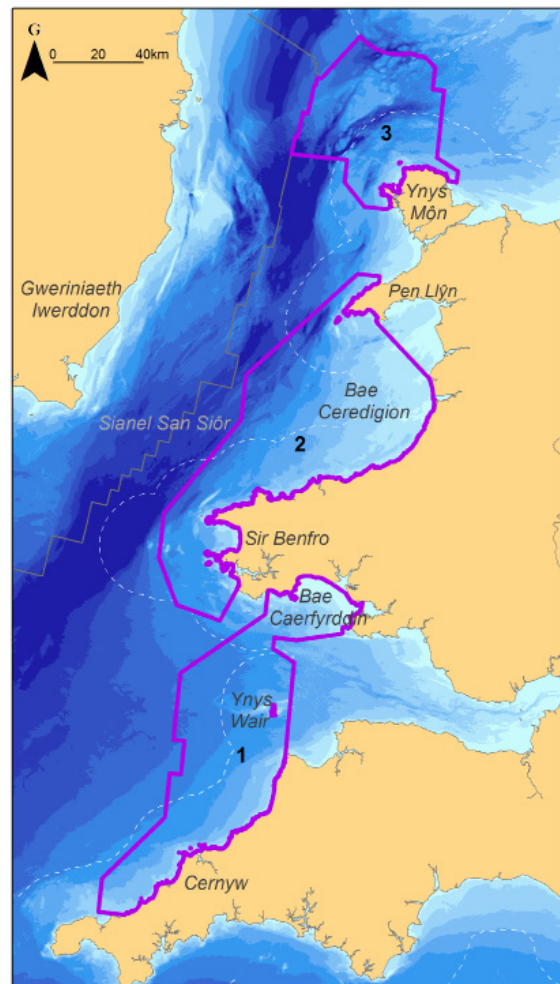 G
0 20 40km
3
Ynys
Môn
Gweriniaeth
Iwerddon
Pen Llŷn
Bae
Ceredigion
Sianel San Siôr
2
Sir Benfro
Bae
Caerfyrddin
Ynys
Wair
1
Cernyw